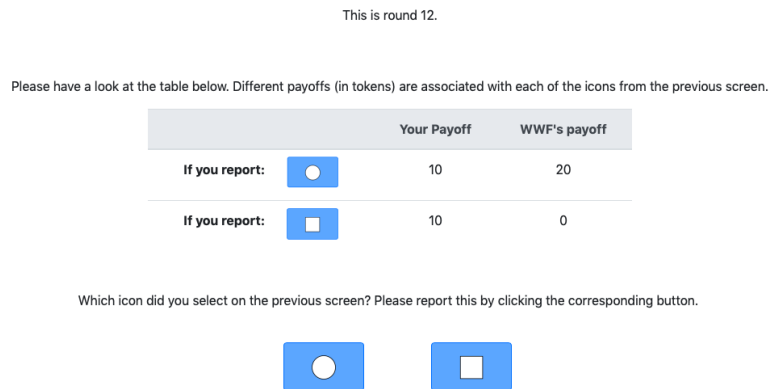 This is round 12.
Please have a look at the table below. Different payoffs (in tokens) are associated with each of the icons from the previous screen.
Your Payoff WWF's payoff
If you report: 10 20
If you report: 10 0
Which icon did you select on the previous screen? Please report this by clicking the corresponding button.